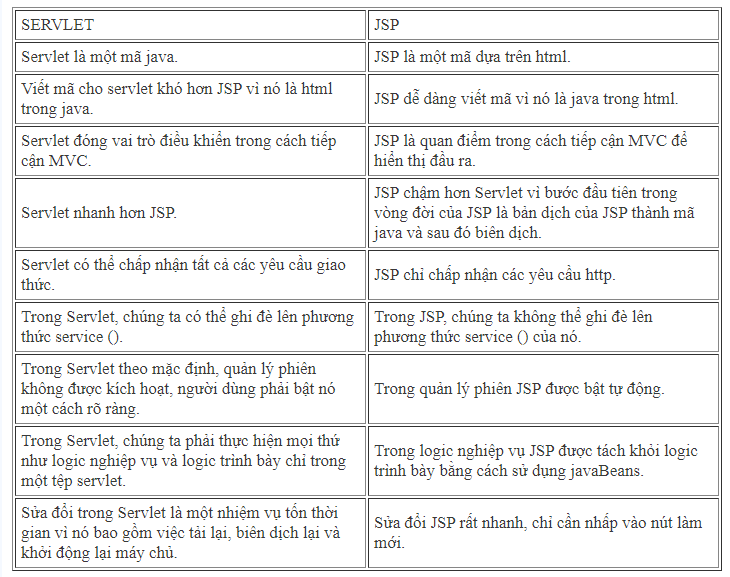 SERVLET
JSP
Servlet là một mã java.
JSP là một mã dựa trên html.
Viết mã cho servlet khó hơn JSP vì nó là html
trong java.
JSP dễ dàng viết mã vì nó là java trong html.
Servlet đóng vai trò điều khiển trong cách tiếp
cận MVC.
JSP là quan điểm trong cách tiếp cận MVC để
hiển thị đầu ra.
Servlet nhanh hơn JSP.
JSP chậm hơn Servlet vì bước đầu tiên trong
vòng đời của JSP là bản dịch của JSP thành mã
java và sau đó biên dịch.
Servlet có thể chấp nhận tất cả các yêu cầu giao
thức.
JSP chỉ chấp nhận các yêu cầu http.
Trong Servlet, chúng ta có thể ghi đè lên phương
thức service ().
Trong JSP, chúng ta không thể ghi đè lên
phương thức service () của nó.
Trong Servlet theo mặc định, quản lý phiên
không được kích hoạt, người dùng phải bật nó
một cách rõ ràng.
Trong quản lý phiên JSP được bật tự động.
Trong Servlet, chúng ta phải thực hiện mọi thứ
như logic nghiệp vụ và logic trình bày chỉ trong
một tệp servlet.
Trong logic nghiệp vụ JSP được tách khỏi logic
trình bày bằng cách sử dụng javaBeans.
Sửa đổi trong Servlet là một nhiệm vụ tốn thời
gian vì nó bao gồm việc tải lại, biên dịch lại và
khởi động lại máy chủ.
Sửa đổi JSP rất nhanh, chỉ cần nhấp vào nút làm
mới.